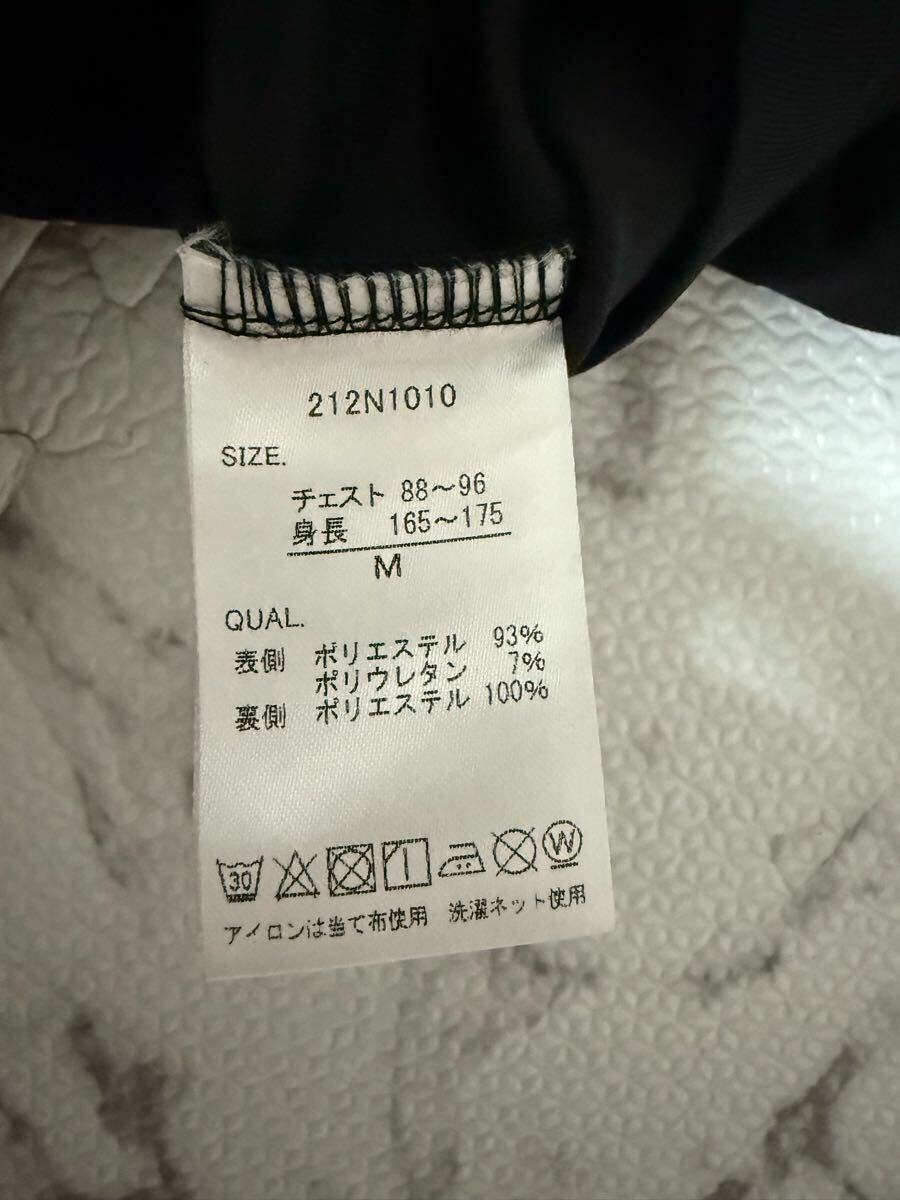 212N1010
SIZE.
チェスト 88～96
身長 165～175
M
QUAL.
表側 ポリエステル 93%
ポリウレタン 7%
裏側 ポリエステル 100%
30 W
アイロンは当て布使用 洗濯ネット使用